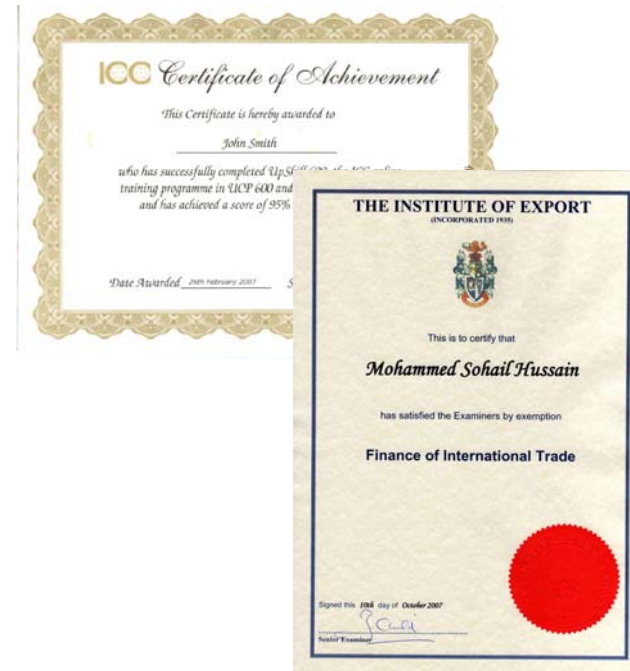 ICC Certificate of Achievement
This Certificate is hereby awarded to
John Smith
who has successfully completed UpSkill
training programme in UCP 600 and
and has achieved a score of 95%
Date Awarded 26th February 2007
THE INSTITUTE OF EXPORT
(INCORPORATED 1935)
This is to certify that
Mohammed Sohail Hussain
has satisfied the Examiners by exemption
Finance of International Trade
Signed this 10th day of October 2007
Senior Examiner